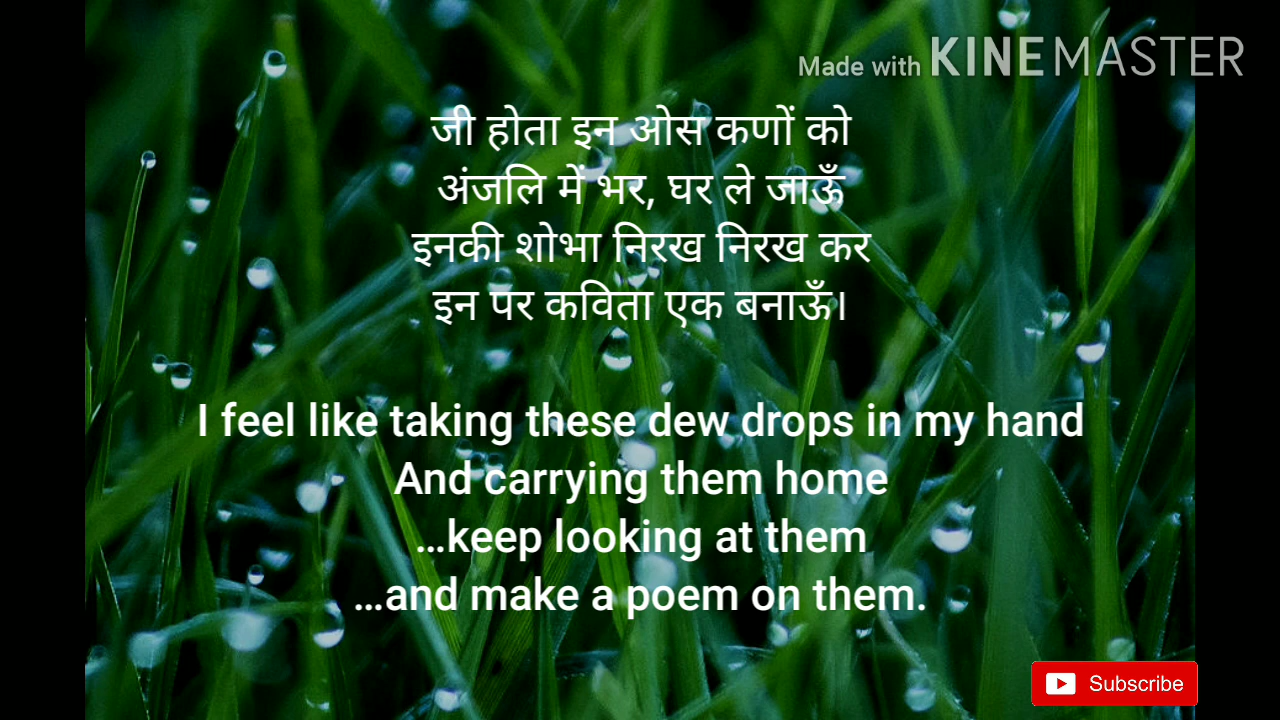 Made with KINEMASTER
जी होता इन ओस कणों को
अंजलि में भर, घर ले जाऊँ
इनकी शोभा निरख निरख कर
इन पर कविता एक बनाऊँ।
I feel like taking these dew drops in my hand
And carrying them home
...keep looking at them
...and make a poem on them.
Subscribe